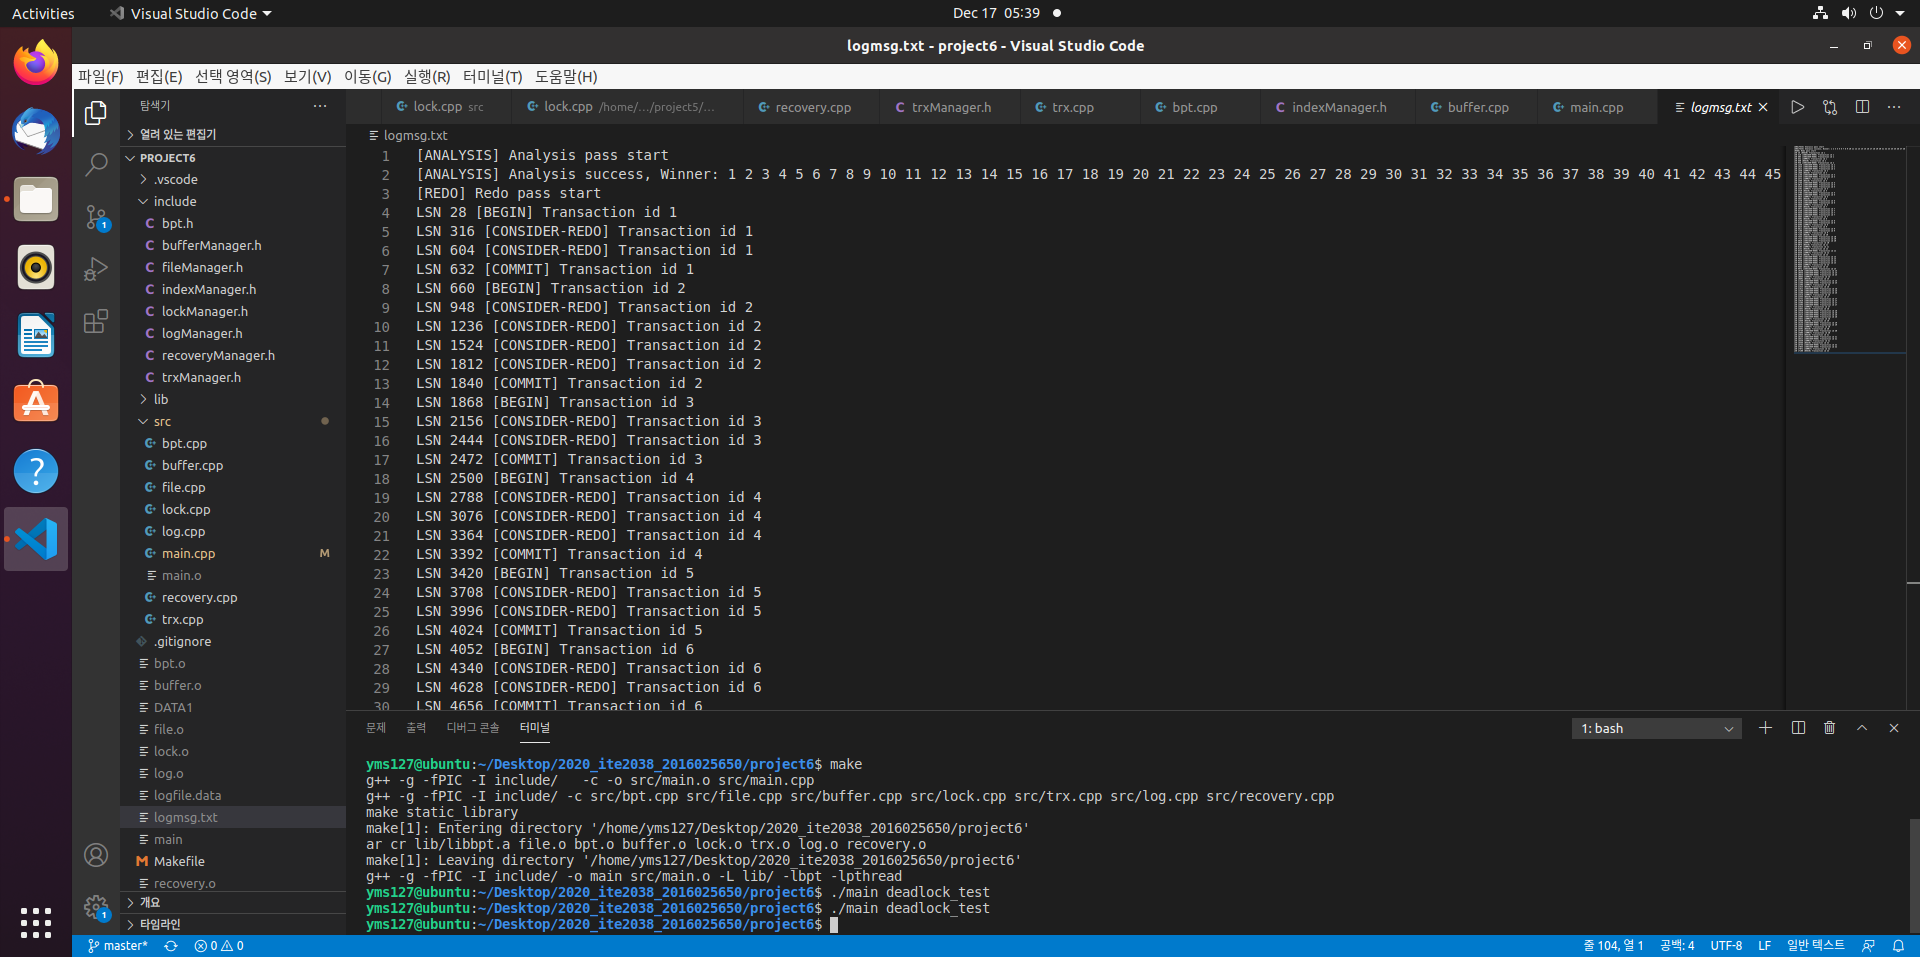 Activities
Visual Studio Code
Dec 17 05:39
logmsg.txt - project6 - Visual Studio Code
파일(F) 편집(E) 선택 영역(S) 보기(V) 이동(G) 실행(R) 터미널(T) 도움말(H)
탐색기
열려 있는 편집기
PROJECT6
.vscode
include
bpt.h
bufferManager.h
fileManager.h
indexManager.h
lockManager.h
logManager.h
recoveryManager.h
trxManager.h
lib
src
bpt.cpp
buffer.cpp
file.cpp
lock.cpp
log.cpp
main.cpp M
main.o
recovery.cpp
trx.cpp
.gitignore
bpt.o
buffer.o
DATA1
file.o
lock.o
log.o
logfile.data
logmsg.txt
main
Makefile
recovery.o
개요
타임라인
1
1
lock.cpp src
lock.cpp /home/.../project5/...
recovery.cpp
trxManager.h
trx.cpp
bpt.cpp
indexManager.h
buffer.cpp
main.cpp
logmsg.txt
logmsg.txt
1 [ANALYSIS] Analysis pass start
2 [ANALYSIS] Analysis success, Winner: 1 2 3 4 5 6 7 8 9 10 11 12 13 14 15 16 17 18 19 20 21 22 23 24 25 26 27 28 29 30 31 32 33 34 35 36 37 38 39 40 41 42 43 44 45
3 [REDO] Redo pass start
4 LSN 28 [BEGIN] Transaction id 1
5 LSN 316 [CONSIDER-REDO] Transaction id 1
6 LSN 604 [CONSIDER-REDO] Transaction id 1
7 LSN 632 [COMMIT] Transaction id 1
8 LSN 660 [BEGIN] Transaction id 2
9 LSN 948 [CONSIDER-REDO] Transaction id 2
10 LSN 1236 [CONSIDER-REDO] Transaction id 2
11 LSN 1524 [CONSIDER-REDO] Transaction id 2
12 LSN 1812 [CONSIDER-REDO] Transaction id 2
13 LSN 1840 [COMMIT] Transaction id 2
14 LSN 1868 [BEGIN] Transaction id 3
15 LSN 2156 [CONSIDER-REDO] Transaction id 3
16 LSN 2444 [CONSIDER-REDO] Transaction id 3
17 LSN 2472 [COMMIT] Transaction id 3
18 LSN 2500 [BEGIN] Transaction id 4
19 LSN 2788 [CONSIDER-REDO] Transaction id 4
20 LSN 3076 [CONSIDER-REDO] Transaction id 4
21 LSN 3364 [CONSIDER-REDO] Transaction id 4
22 LSN 3392 [COMMIT] Transaction id 4
23 LSN 3420 [BEGIN] Transaction id 5
24 LSN 3708 [CONSIDER-REDO] Transaction id 5
25 LSN 3996 [CONSIDER-REDO] Transaction id 5
26 LSN 4024 [COMMIT] Transaction id 5
27 LSN 4052 [BEGIN] Transaction id 6
28 LSN 4340 [CONSIDER-REDO] Transaction id 6
29 LSN 4628 [CONSIDER-REDO] Transaction id 6
30 LSN 4656 [COMMIT] Transaction id 6
문제 출력 디버그 콘솔 터미널
1: bash
yms127@ubuntu:~/Desktop/2020_ite2038_2016025650/project6$ make
g++ -g -fPIC -I include/   -c -o src/main.o src/main.cpp
g++ -g -fPIC -I include/ -c src/bpt.cpp src/file.cpp src/buffer.cpp src/lock.cpp src/trx.cpp src/log.cpp src/recovery.cpp
make static_library
make[1]: Entering directory '/home/yms127/Desktop/2020_ite2038_2016025650/project6'
ar cr lib/libbpt.a file.o bpt.o buffer.o lock.o trx.o log.o recovery.o
make[1]: Leaving directory '/home/yms127/Desktop/2020_ite2038_2016025650/project6'
g++ -g -fPIC -I include/ -o main src/main.o -L lib/ -lbpt -lpthread
yms127@ubuntu:~/Desktop/2020_ite2038_2016025650/project6$ ./main deadlock_test
yms127@ubuntu:~/Desktop/2020_ite2038_2016025650/project6$ ./main deadlock_test
yms127@ubuntu:~/Desktop/2020_ite2038_2016025650/project6$
master* 0 0
줄 104, 열 1 공백: 4 UTF-8 LF 일반 텍스트